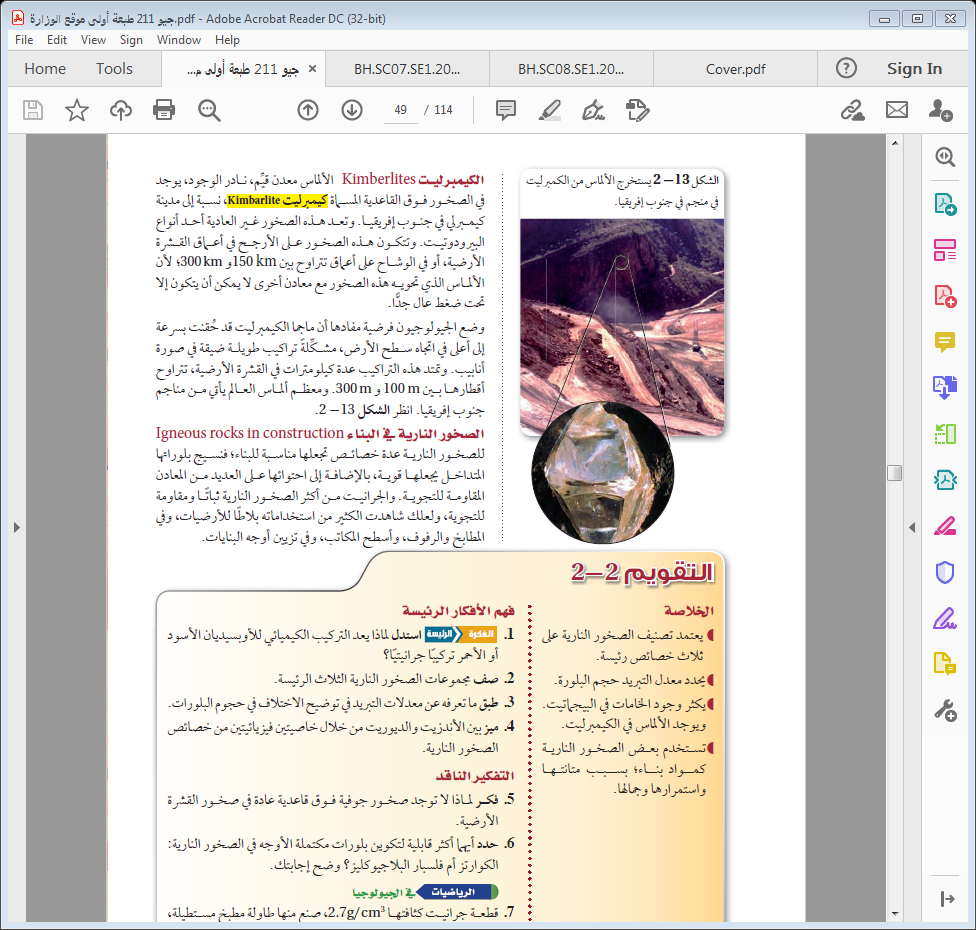 جيو 211 طبعة أولى موقع الوزارة.pdf - Adobe Acrobat Reader DC (32-bit)
File Edit View Sign Window Help
Home Tools جيو 211 طبعة أولى م... × BH.SC07.SE1.20... BH.SC08.SE1.20... Cover.pdf Sign In
49 / 114
الكيمبرليت Kimberlites الألماس معدن قيِّم، نادر الوجود، يوجد
في الصخور فوق القاعدية المسماة كيمبرليت Kimbarlite، نسبة إلى مدينة
كيمبرلي في جنوب إفريقيا. وتعد هذه الصخور غير العادية أحد أنواع
البيرودوتيت. وتتكون هذه الصخور على الأرجح في أعماق القشرة
الأرضية، أو في الوشاح على أعماق تتراوح بين 150 km و 300 km؛ لأن
الألماس الذي تحويه هذه الصخور مع معادن أخرى لا يمكن أن يتكون إلا
تحت ضغط عال جدًّا.
وضع الجيولوجيون فرضية مفادها أن ماجما الكيمبرليت قد حُقنت بسرعة
إلى أعلى في اتجاه سطح الأرض، مشكّلةً تراكيب طويلة ضيقة في صورة
أنابيب. وتمتد هذه التراكيب عدة كيلومترات في القشرة الأرضية، تتراوح
أقطارها بين 100 m و 300 m. ومعظم ألماس العالم يأتي من مناجم
جنوب إفريقيا. انظر الشكل 13 – 2.
الصخور النارية في البناء Igneous rocks in construction
للصخور النارية عدة خصائص تجعلها مناسبة للبناء؛ فنسيج بلوراتها
المتداخل يجعلها قوية، بالإضافة إلى احتوائها على العديد من المعادن
المقاومة للتجوية. والجرانيت من أكثر الصخور النارية ثباتًا ومقاومة
للتجوية، ولعلك شاهدت الكثير من استخداماته بلاطًا للأرضيات، وفي
المطابخ والرفوف، وأسطح المكاتب، وفي تزيين أوجه البنايات.
الشكل 13 – 2 يستخرج الألماس من الكمبرليت
في منجم في جنوب إفريقيا.
التقويم 2–2
الخلاصة
يعتمد تصنيف الصخور النارية على
ثلاث خصائص رئيسة.
يحدد معدل التبريد حجم البلورة.
يكثر وجود الخامات في البيجماتيت.
ويوجد الألماس في الكيمبرليت.
تستخدم بعض الصخور النارية
كمواد بناء؛ بسبب متانتها
واستمرارها وجمالها.
فهم الأفكار الرئيسة
1. الفكرة الرئيسة استدل لماذا يعد التركيب الكيميائي للأوبسيديان الأسود
أو الأحمر تركيبًا جرانيتيًا؟
2. صف مجموعات الصخور النارية الثلاث الرئيسة.
3. طبق ما تعرفه عن معدلات التبريد في توضيح الاختلاف في حجوم البلورات.
4. ميز بين الأنديزيت والديوريت من خلال خاصيتين فيزيائيتين من خصائص
الصخور النارية.
التفكير الناقد
5. فكر لماذا لا توجد صخور جوفية فوق قاعدية عادة في صخور القشرة
الأرضية.
6. حدد أيهما أكثر قابلية لتكوين بلورات مكتملة الأوجه في الصخور النارية:
الكوارتز أم فلسبار البلاجيوكليز؟ وضح إجابتك.
الرياضيات في الجيولوجيا
7. قطعة جرانيت كثافتها 2.7g/cm³، صنع منها طاولة مطبخ مستطيلة،